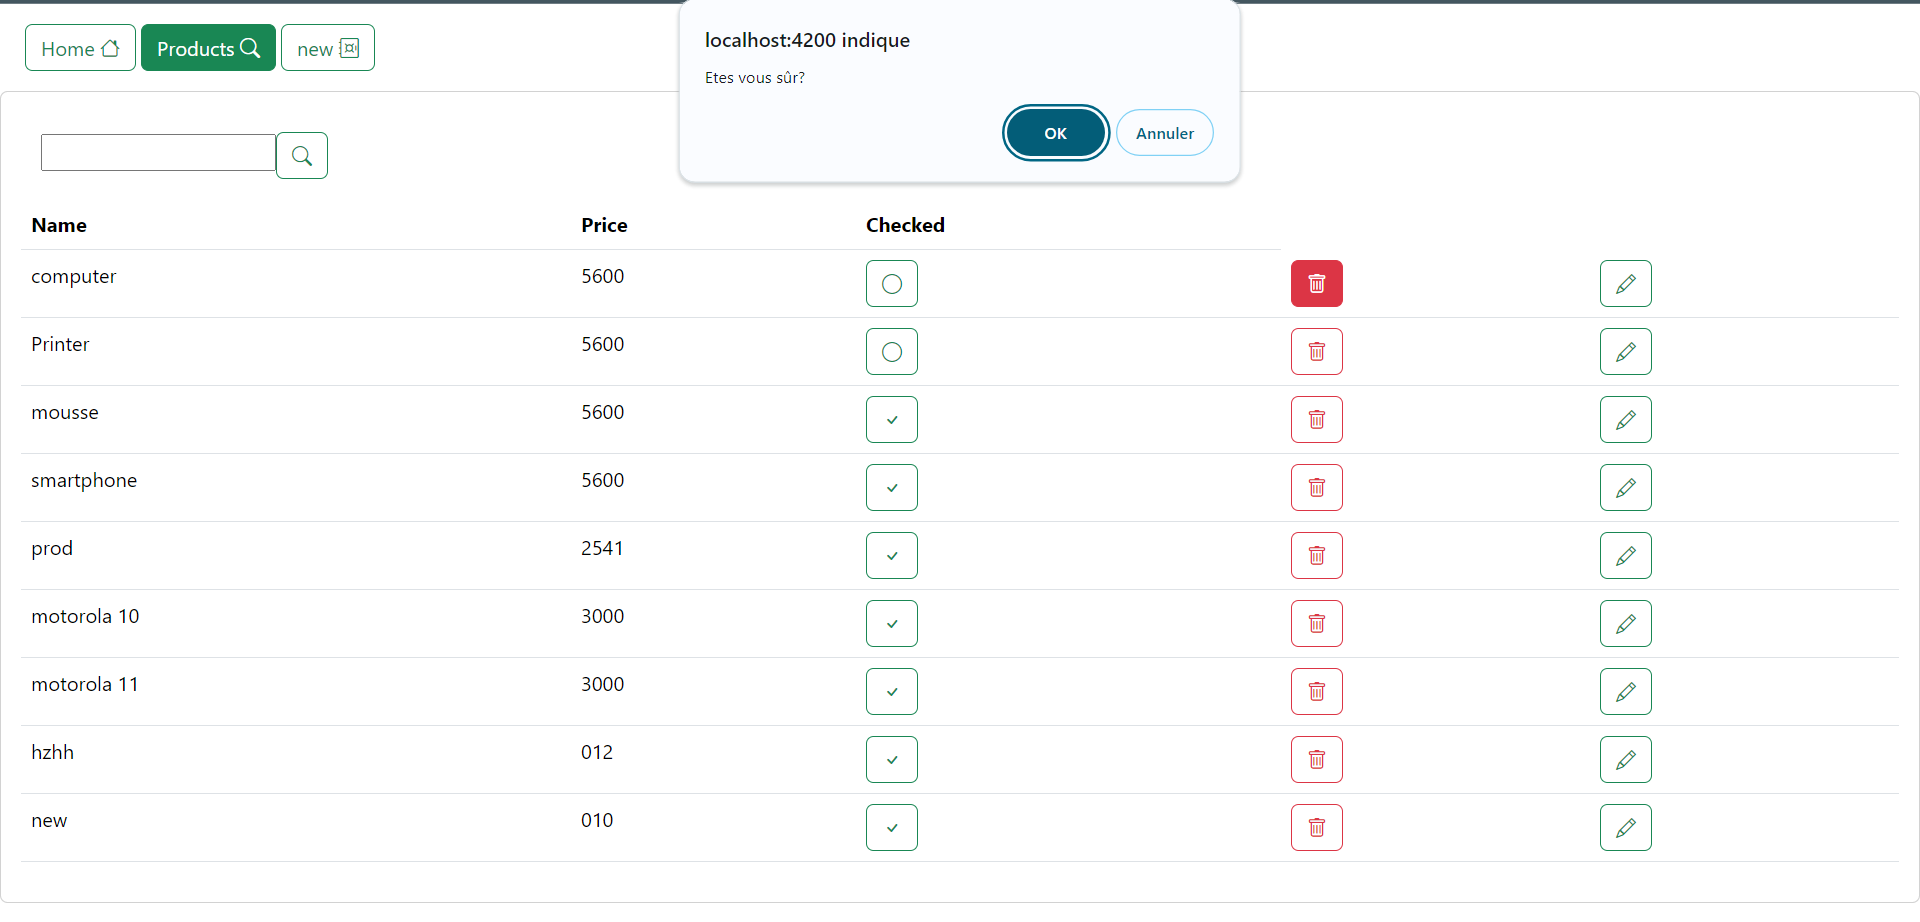 localhost:4200 indique
Etes vous sûr?
OK Annuler
Home Products new
Name Price Checked
computer 5600
Printer 5600
mousse 5600
smartphone 5600
prod 2541
motorola 10 3000
motorola 11 3000
hzhh 012
new 010